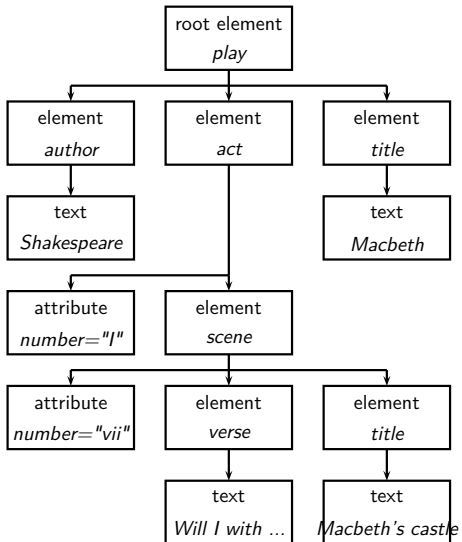 root element
play
element
author
element
act
element
title
text
Shakespeare
text
Macbeth
attribute
number="I"
element
scene
attribute
number="vii"
element
verse
element
title
text
Will I with ...
text
Macbeth's castle